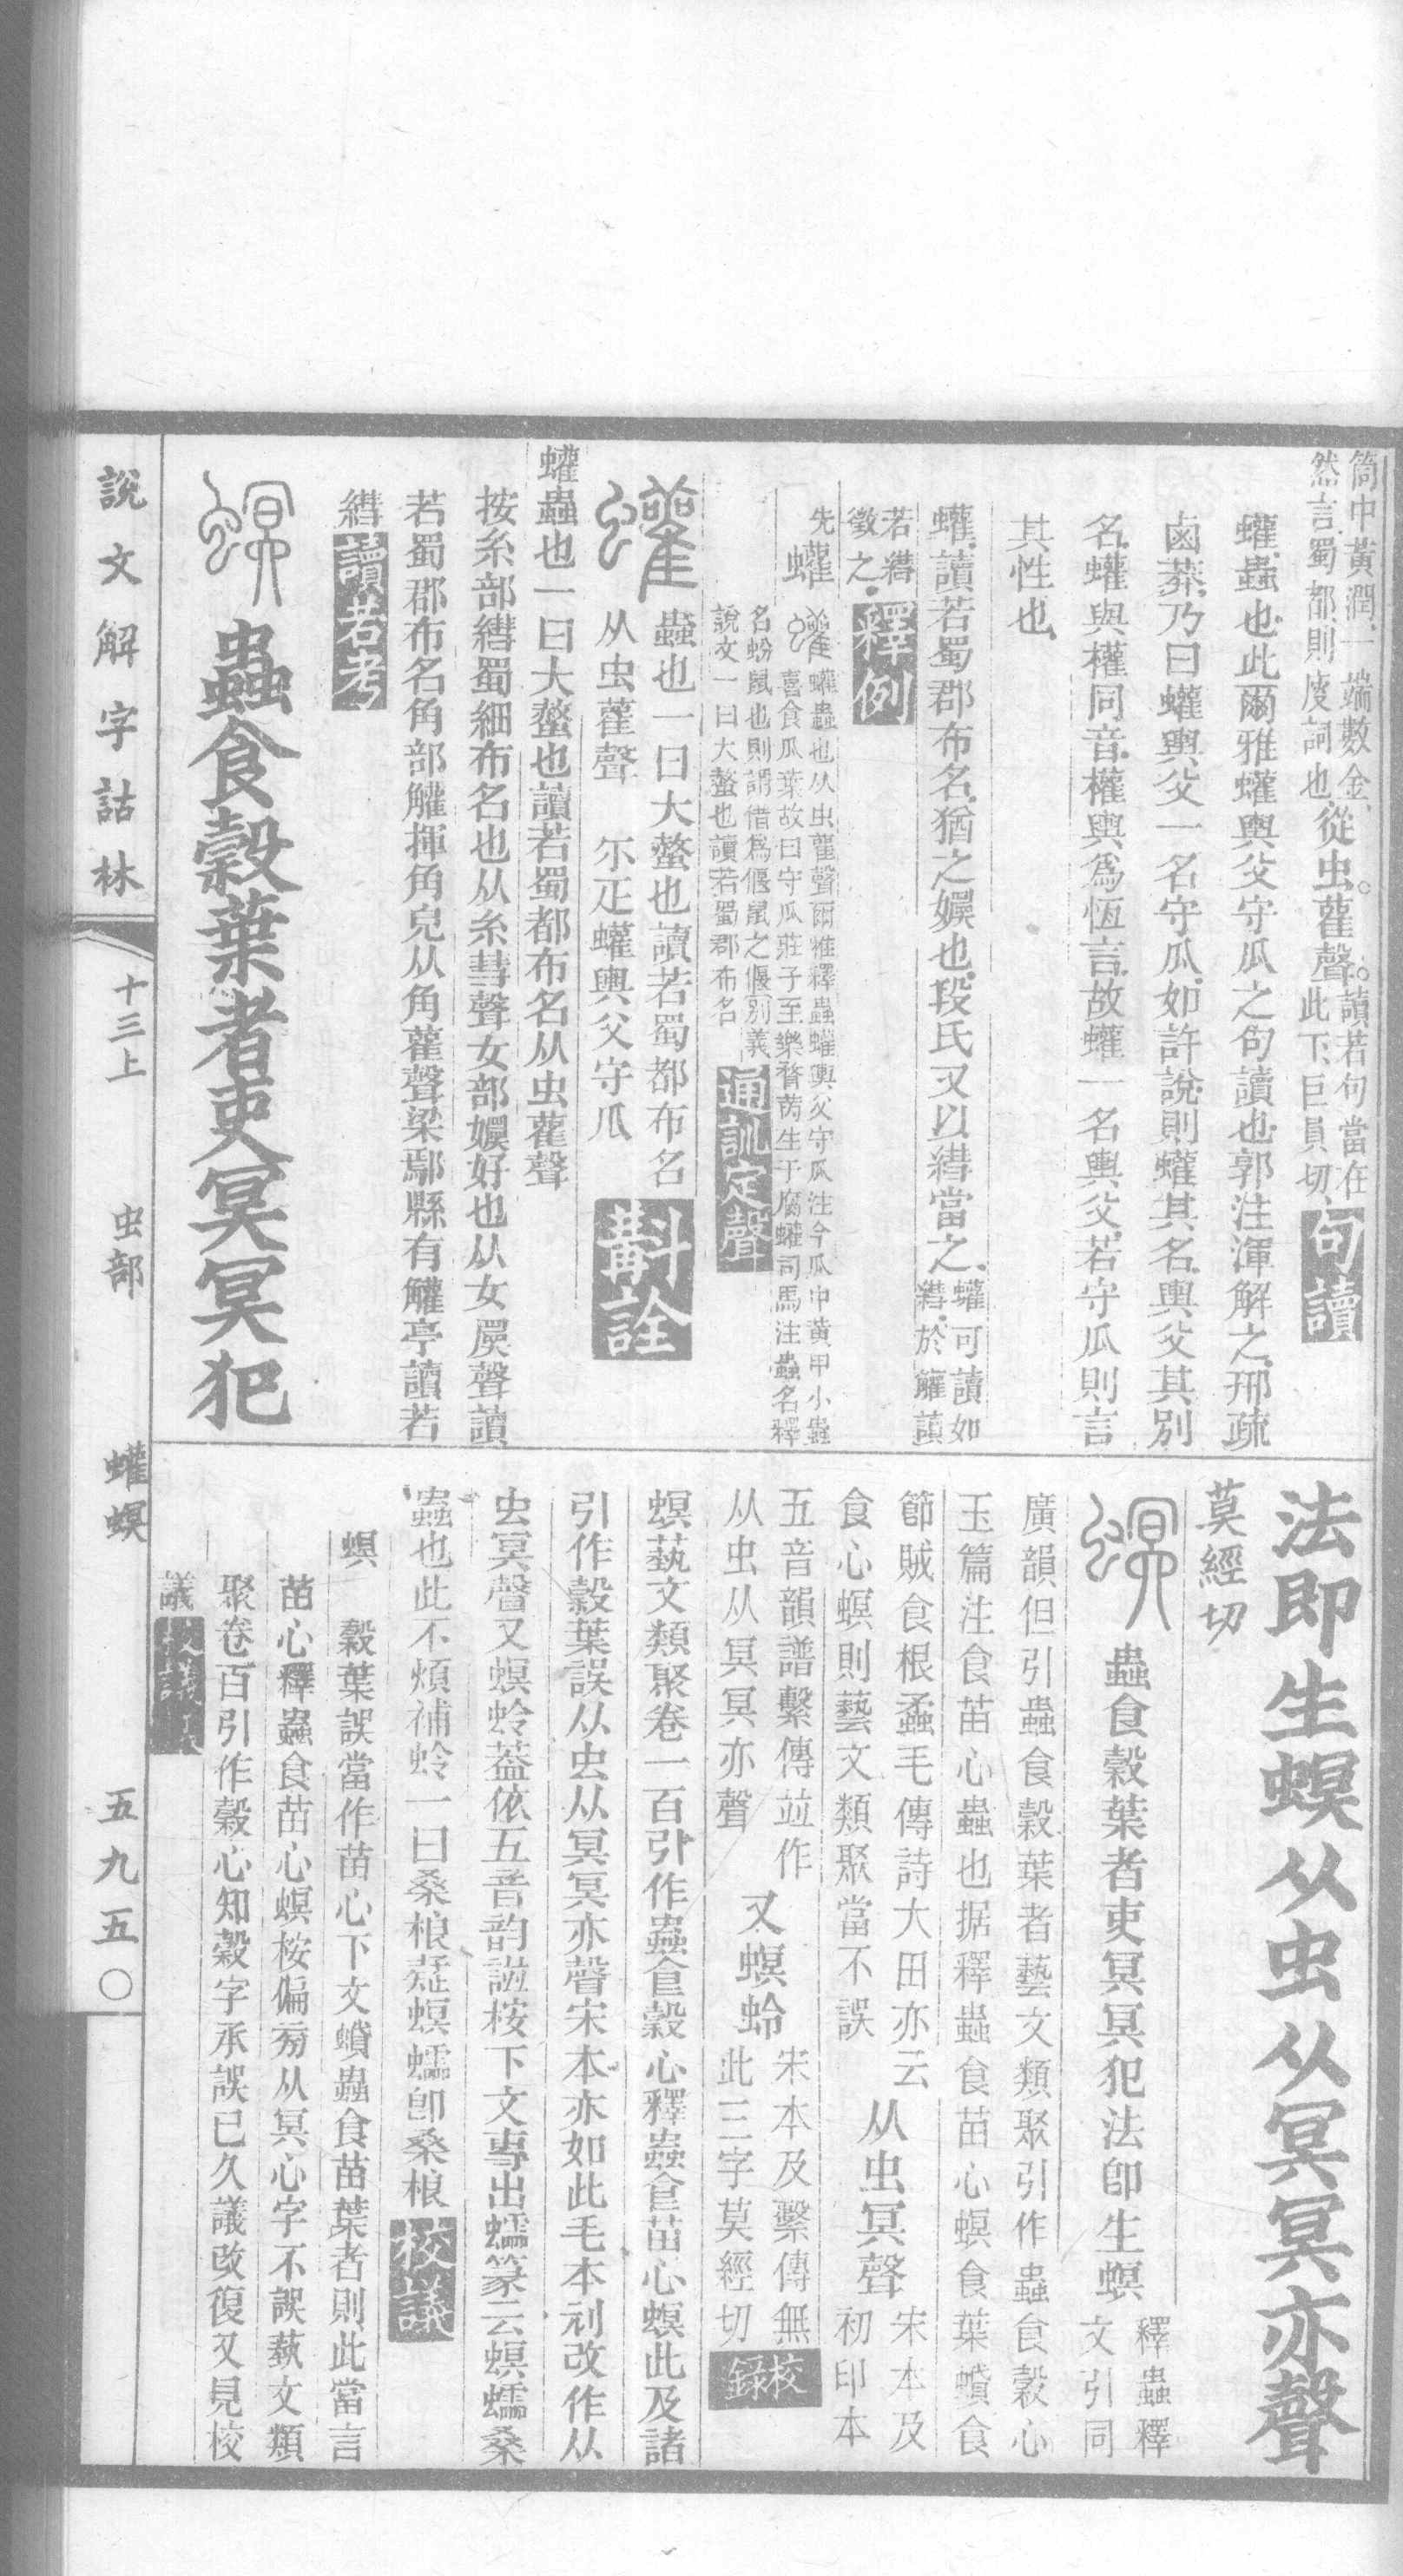 筒中黃潤一端數金
然言蜀都則廋詞也從虫雚聲讀若句當在
此下巨員切句讀
蠸蟲也此爾雅蠸輿父守瓜之句讀也郭注渾解之邢疏
鹵莽乃曰蠸輿父一名守瓜如許說則蠸其名輿父其別
名蠸與權同音權輿爲恆言故蠸一名輿父若守瓜則言
其性也
蠸讀若蜀郡布名猶之嬽也段氏又以䌛當之蠸可讀如
若䌛
徵之釋例
先蠸
蠸蟲也从虫雚聲爾雅釋蟲蠸輿父守瓜注今瓜中黃甲小蟲
喜食瓜葉故曰守瓜莊子至樂瞀芮生于腐蠸司馬注蟲名釋
名蚡鼠也則謂借爲偃鼠之偃別義
說文一曰大螫也讀若蜀郡布名通訓定聲
蟲也一曰大螫也讀若蜀都布名
从虫雚聲 尒疋蠸輿父守瓜斠詮
蠸蟲也一曰大螫也讀若蜀都布名从虫雚聲
按糸部䌛蜀細布名也从糸彗聲女部嬽好也从女𡰠聲讀
若蜀郡布名角部觿揮角皃从角雚聲梁鄢縣有觿亭讀若
䌛讀若考
螟 蟲食穀葉者吏冥冥犯
法即生螟从虫从冥冥亦聲
莫經切
蟲食穀葉者吏冥冥犯法卽生螟釋蟲釋
文引同
廣韻但引蟲食穀葉者藝文類聚引作蟲食穀心
玉篇注食苗心蟲也据釋蟲食苗心螟食葉蟘食
節賊食根蟊毛傳詩大田亦云
食心螟則藝文類聚當不誤从虫冥聲宋本及
初印本
五音韻譜繫傳竝作
从虫从冥冥亦聲又螟蛉宋本及繫傳無
此三字莫經切校錄
螟蓺文類聚卷一百引作蟲食穀心釋蟲食苗心螟此及諸
引作穀葉誤从虫从冥冥亦聲宋本亦如此毛本刓改作从
虫冥聲又螟蛉葢依五音韵譜桉下文專出蠕篆云螟蠕桑
蟲也此不煩補蛉一曰桑根疑螟蠕卽桑根校議
螟 穀葉誤當作苗心下文蟘蟲食苗葉者則此當言
苗心釋蟲食苗心螟桉偏旁从冥心字不誤蓺文類
聚卷百引作穀心知穀字承誤已久議改復又見校
議校議
說文解字詁林 十三上 虫部 蠸螟 五九五〇